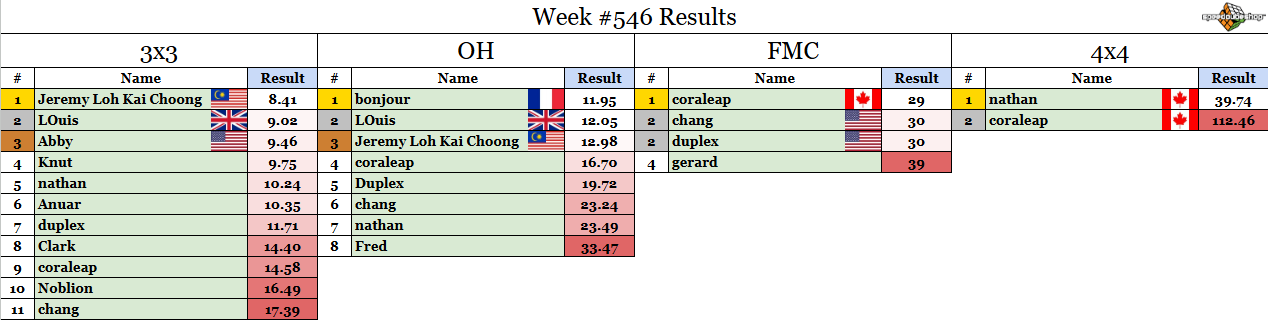 Week #546 Results
speedcubeshop
3x3 OH FMC 4x4
# Name Result # Name Result # Name Result # Name Result
1 Jeremy Loh Kai Choong 8.41 1 bonjour 11.95 1 coraleap 29 1 nathan 39.74
2 LOuis 9.02 2 LOuis 12.05 2 chang 30 2 coraleap 112.46
3 Abby 9.46 3 Jeremy Loh Kai Choong 12.98 2 duplex 30
4 Knut 9.75 4 coraleap 16.70 4 gerard 39
5 nathan 10.24 5 Duplex 19.72
6 Anuar 10.35 6 chang 23.24
7 duplex 11.71 7 nathan 23.49
8 Clark 14.40 8 Fred 33.47
9 coraleap 14.58
10 Noblion 16.49
11 chang 17.39